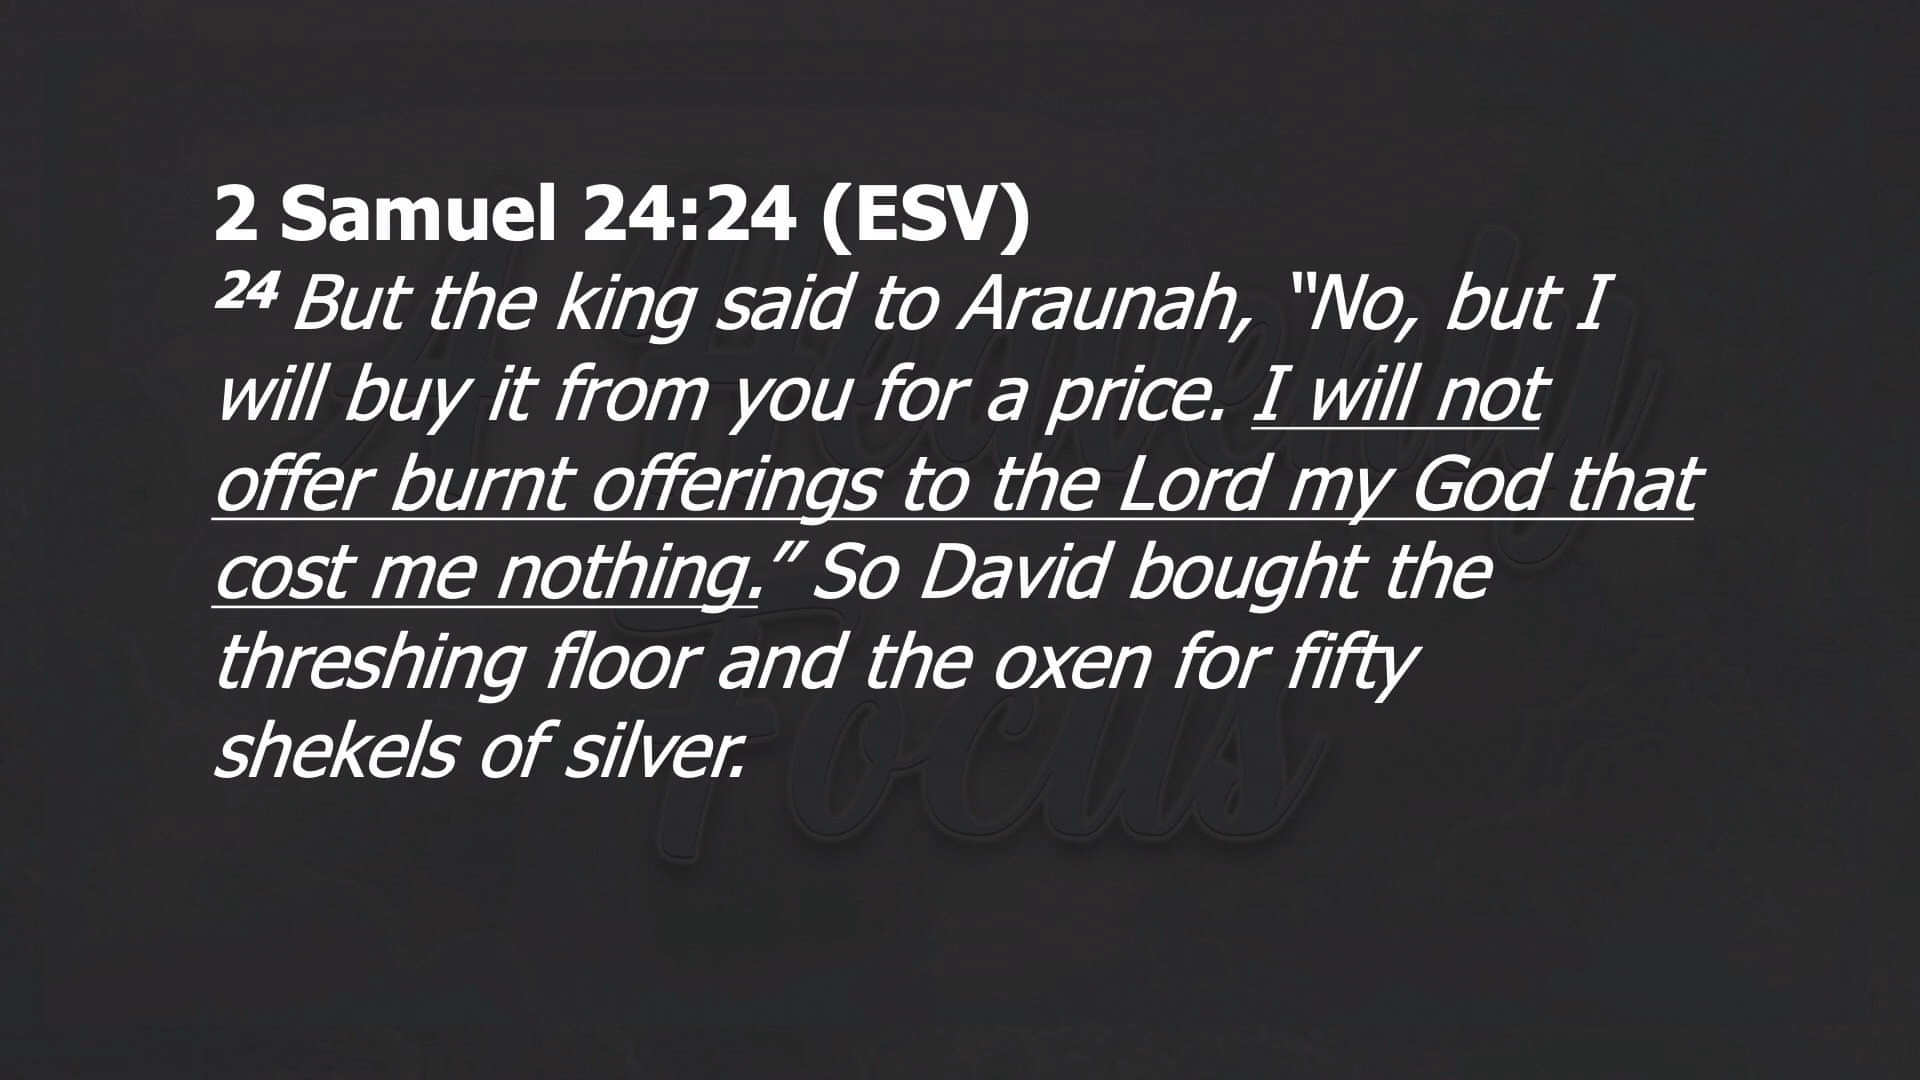 2 Samuel 24:24 (ESV)
24 But the king said to Araunah, “No, but I
will buy it from you for a price. I will not
offer burnt offerings to the Lord my God that
cost me nothing.” So David bought the
threshing floor and the oxen for fifty
shekels of silver.
A Heavenly
Focus